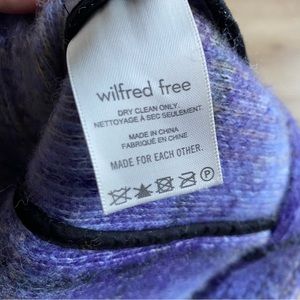 wilfred free
DRY CLEAN ONLY.
NETTOYAGE À SEC SEULEMENT.
MADE IN CHINA
FABRIQUÉ EN CHINE
MADE FOR EACH OTHER.
P